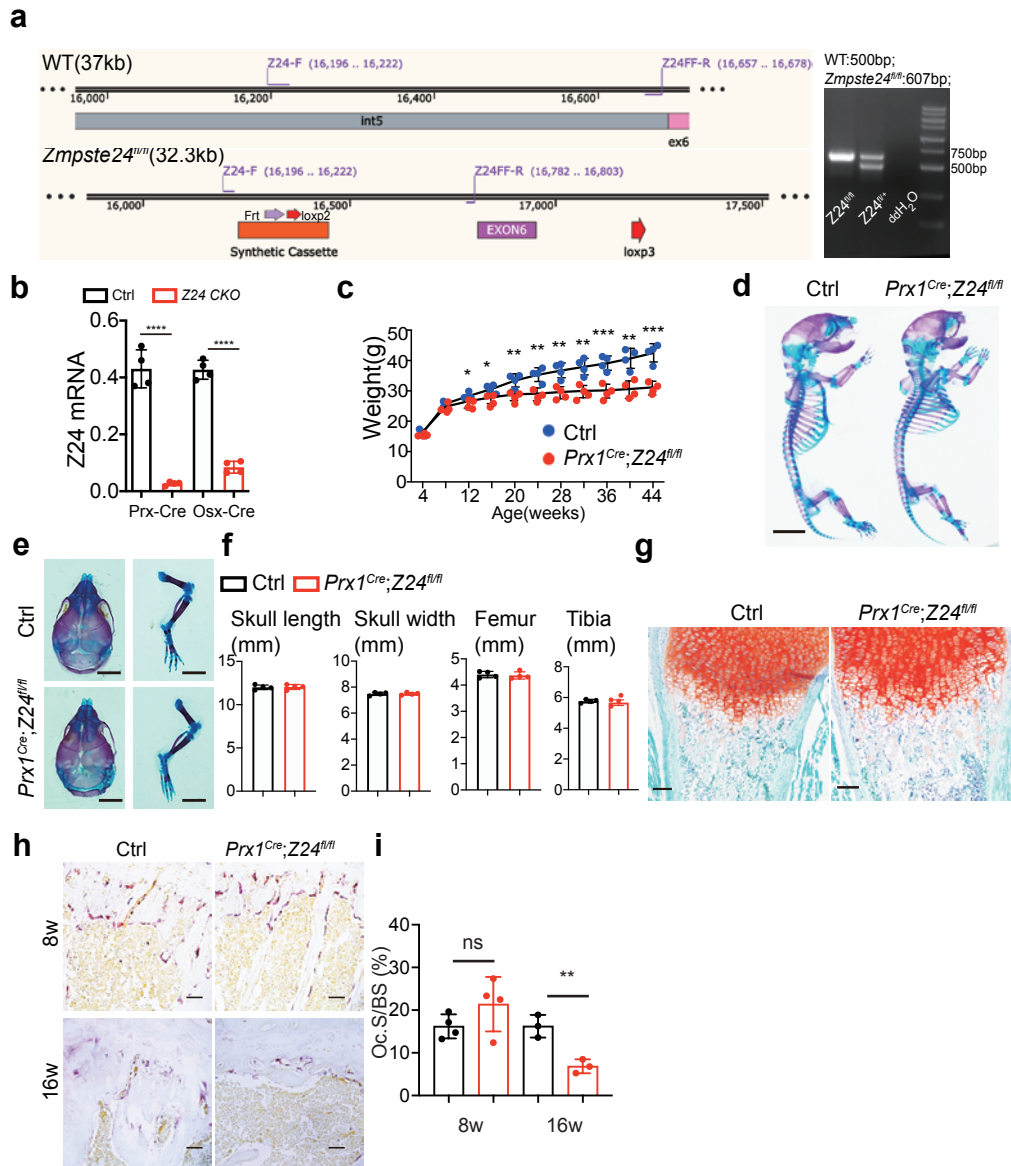 a
WT(37kb)
Z24-F (16,196 .. 16,222)
Z24FF-R (16,657 .. 16,678)
16,000 16,200 16,400 16,600
int5
ex6
Zmpste24fl/fl(32.3kb)
Z24-F (16,196 .. 16,222)
Z24FF-R (16,782 .. 16,803)
16,000 16,500 17,000 17,500
Frt loxp2
EXON6
Synthetic Cassette
loxp3
WT:500bp;
Zmpste24fl/fl:607bp;
750bp
500bp
Z24fl/fl
Z24fl/+
ddH2O
b
Ctrl Z24 CKO
Z24 mRNA
0.6
0.4
0.2
0.0
**** ****
Prx-Cre Osx-Cre
c
Weight(g)
50
40
30
20
10
0
* * ** ** ** ** *** ** ***
Ctrl
Prx1Cre;Z24fl/fl
4 12 20 28 36 44
Age(weeks)
d
Ctrl Prx1Cre;Z24fl/fl
e
Ctrl
Prx1Cre;Z24fl/fl
f
Ctrl Prx1Cre;Z24fl/fl
Skull length
(mm)
15
10
5
0
Skull width
(mm)
10
8
6
4
2
0
Femur
(mm)
5
4
3
2
1
0
Tibia
(mm)
8
6
4
2
0
g
Ctrl Prx1Cre;Z24fl/fl
h
Ctrl Prx1Cre;Z24fl/fl
8w
16w
i
Oc.S/BS (%)
40
30
20
10
0
ns **
8w 16w